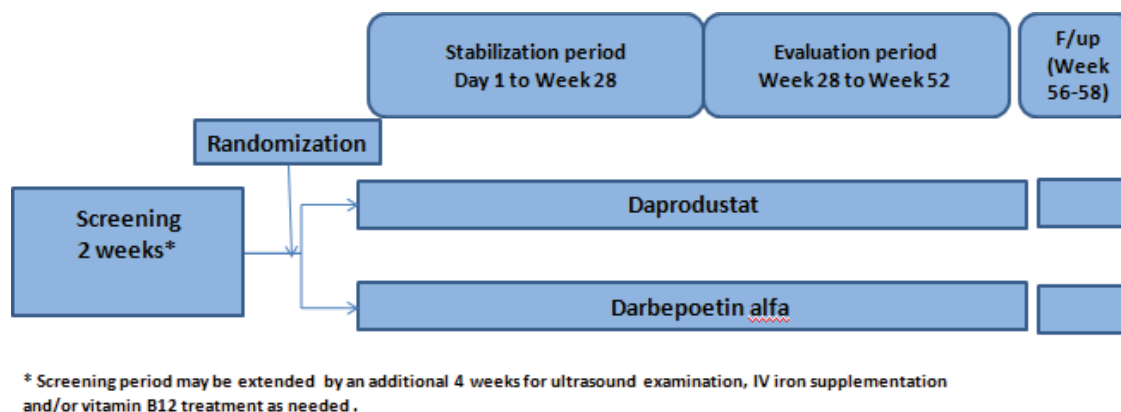 Stabilization period
Day 1 to Week 28
Evaluation period
Week 28 to Week 52
F/up
(Week
56-58)
Randomization
Screening
2 weeks*
Daprodustat
Darbepoetin alfa
* Screening period may be extended by an additional 4 weeks for ultrasound examination, IV iron supplementation
and/or vitamin B12 treatment as needed .